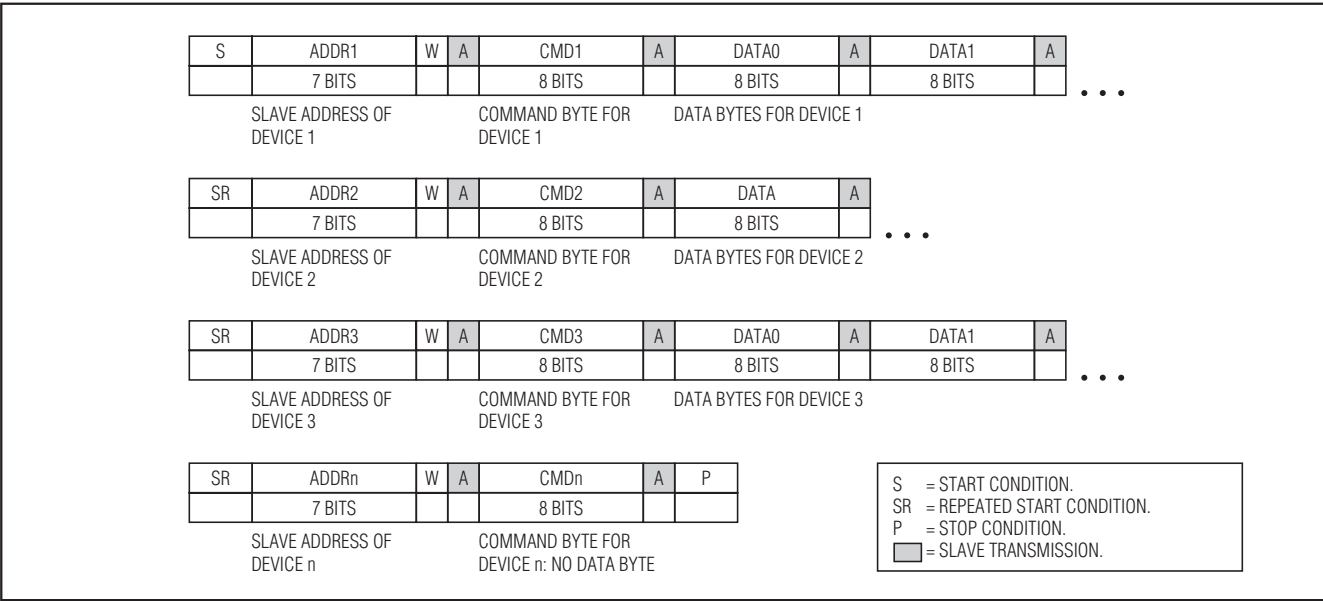 S ADDR1 W A CMD1 A DATA0 A DATA1 A
7 BITS 8 BITS 8 BITS 8 BITS
SLAVE ADDRESS OF DEVICE 1
COMMAND BYTE FOR DEVICE 1
DATA BYTES FOR DEVICE 1
...
SR ADDR2 W A CMD2 A DATA A
7 BITS 8 BITS 8 BITS
SLAVE ADDRESS OF DEVICE 2
COMMAND BYTE FOR DEVICE 2
DATA BYTES FOR DEVICE 2
...
SR ADDR3 W A CMD3 A DATA0 A DATA1 A
7 BITS 8 BITS 8 BITS 8 BITS
SLAVE ADDRESS OF DEVICE 3
COMMAND BYTE FOR DEVICE 3
DATA BYTES FOR DEVICE 3
...
SR ADDRn W A CMDn A P
7 BITS 8 BITS
SLAVE ADDRESS OF DEVICE n
COMMAND BYTE FOR DEVICE n: NO DATA BYTE
S = START CONDITION.
SR = REPEATED START CONDITION.
P = STOP CONDITION.
= SLAVE TRANSMISSION.